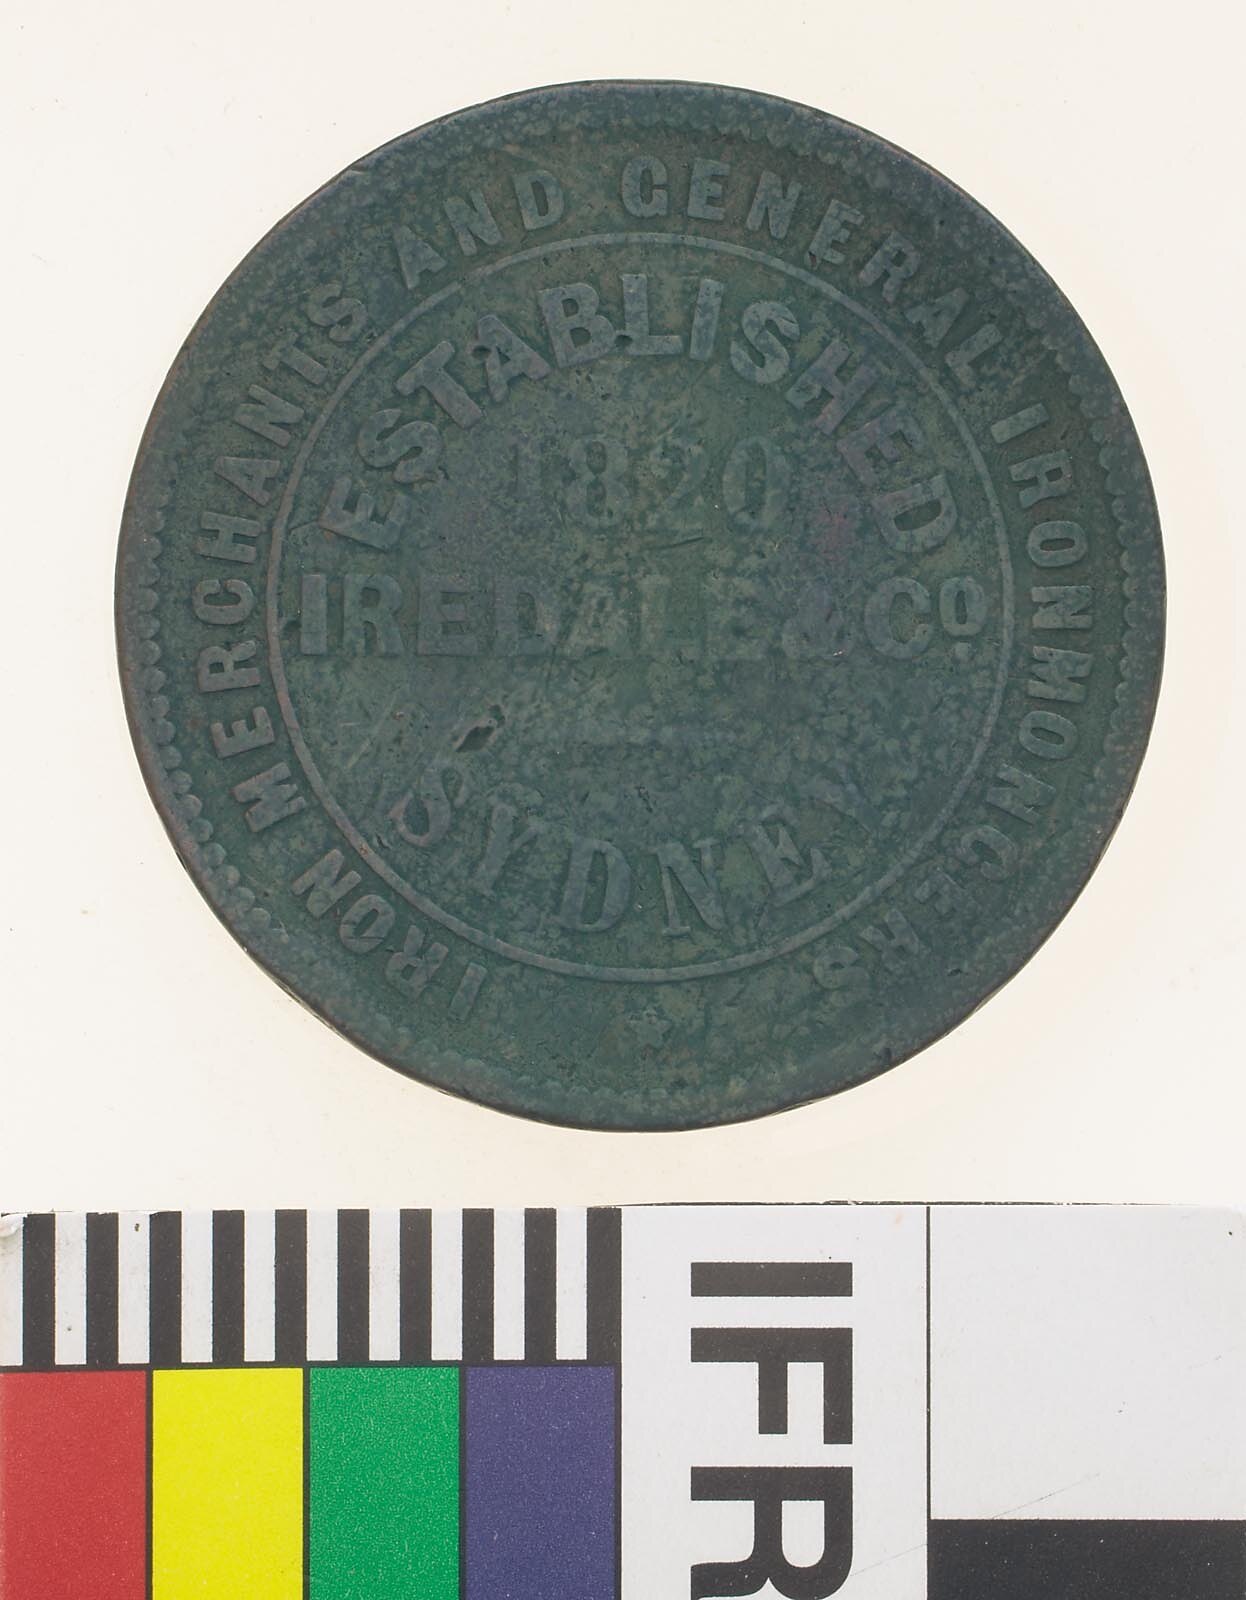 IRON MERCHANTS AND GENERAL IRONMONGERS
ESTABLISHED
1820
IREDALE & Co.
SYDNEY
IFR